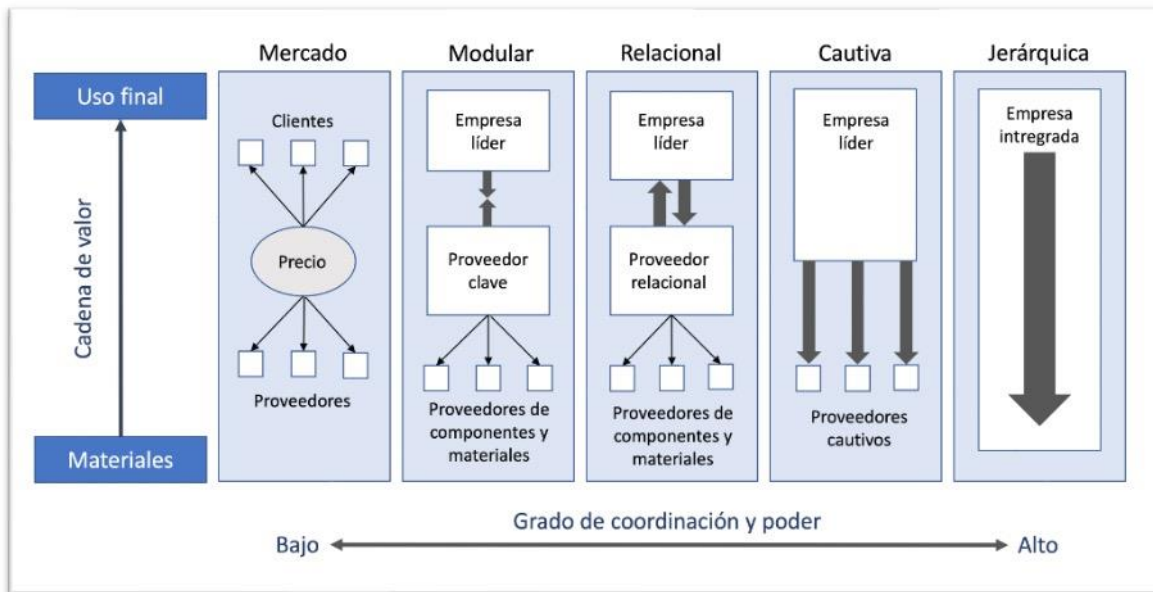 Mercado
Modular
Relacional
Cautiva
Jerárquica
Uso final
Cadena de valor
Materiales
Clientes
Precio
Proveedores
Empresa
líder
Proveedor
clave
Proveedores de
componentes y
materiales
Empresa
líder
Proveedor
relacional
Proveedores de
componentes y
materiales
Empresa
líder
Proveedores
cautivos
Empresa
intregrada
Grado de coordinación y poder
Bajo
Alto